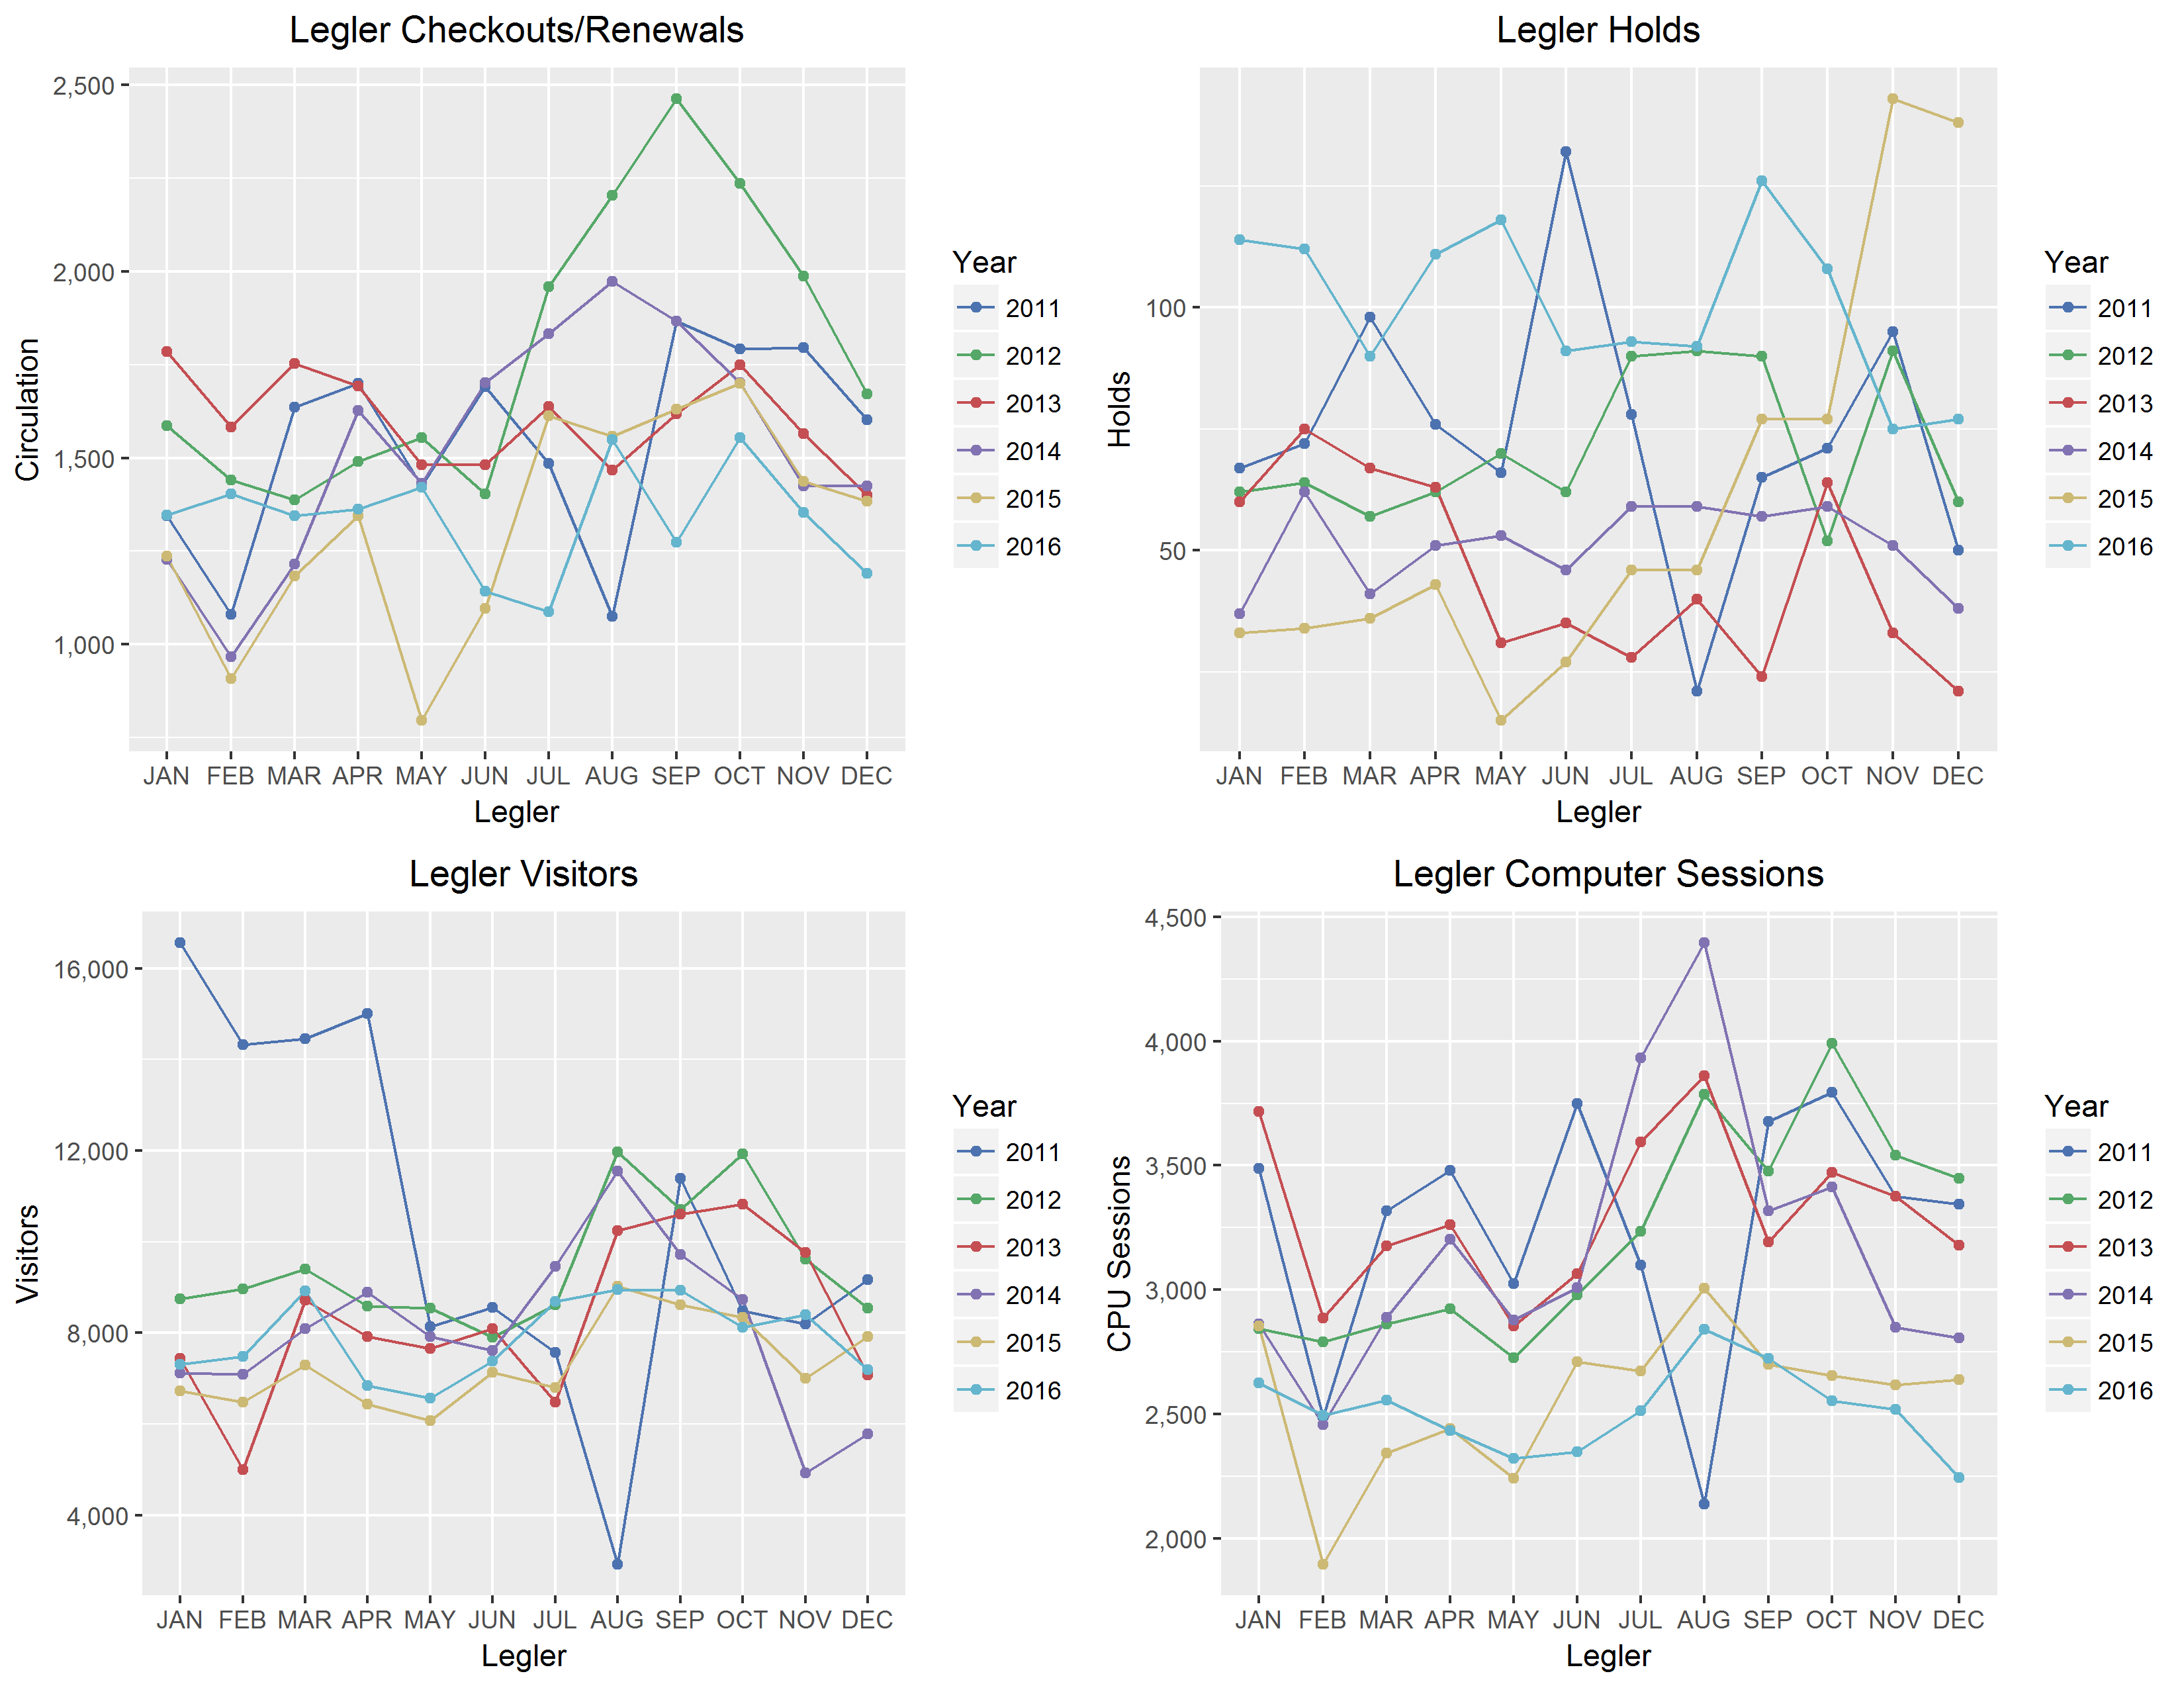 Legler Checkouts/Renewals
2,500
2,000
1,500
1,000
Circulation
JAN FEB MAR APR MAY JUN JUL AUG SEP OCT NOV DEC
Legler
Year
2011
2012
2013
2014
2015
2016
Legler Holds
100
50
Holds
JAN FEB MAR APR MAY JUN JUL AUG SEP OCT NOV DEC
Legler
Year
2011
2012
2013
2014
2015
2016
Legler Visitors
16,000
12,000
8,000
4,000
Visitors
JAN FEB MAR APR MAY JUN JUL AUG SEP OCT NOV DEC
Legler
Year
2011
2012
2013
2014
2015
2016
Legler Computer Sessions
4,500
4,000
3,500
3,000
2,500
2,000
CPU Sessions
JAN FEB MAR APR MAY JUN JUL AUG SEP OCT NOV DEC
Legler
Year
2011
2012
2013
2014
2015
2016